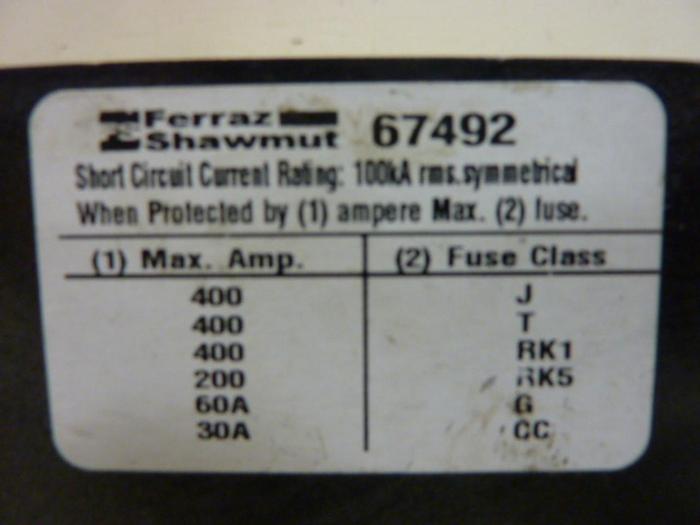 Ferraz Shawmut 67492
Short Circuit Current Rating: 100kA rms.symmetrical
When Protected by (1) ampere Max. (2) fuse.
(1) Max. Amp. (2) Fuse Class
400 J
400 T
400 RK1
200 RK5
60A G
30A CC